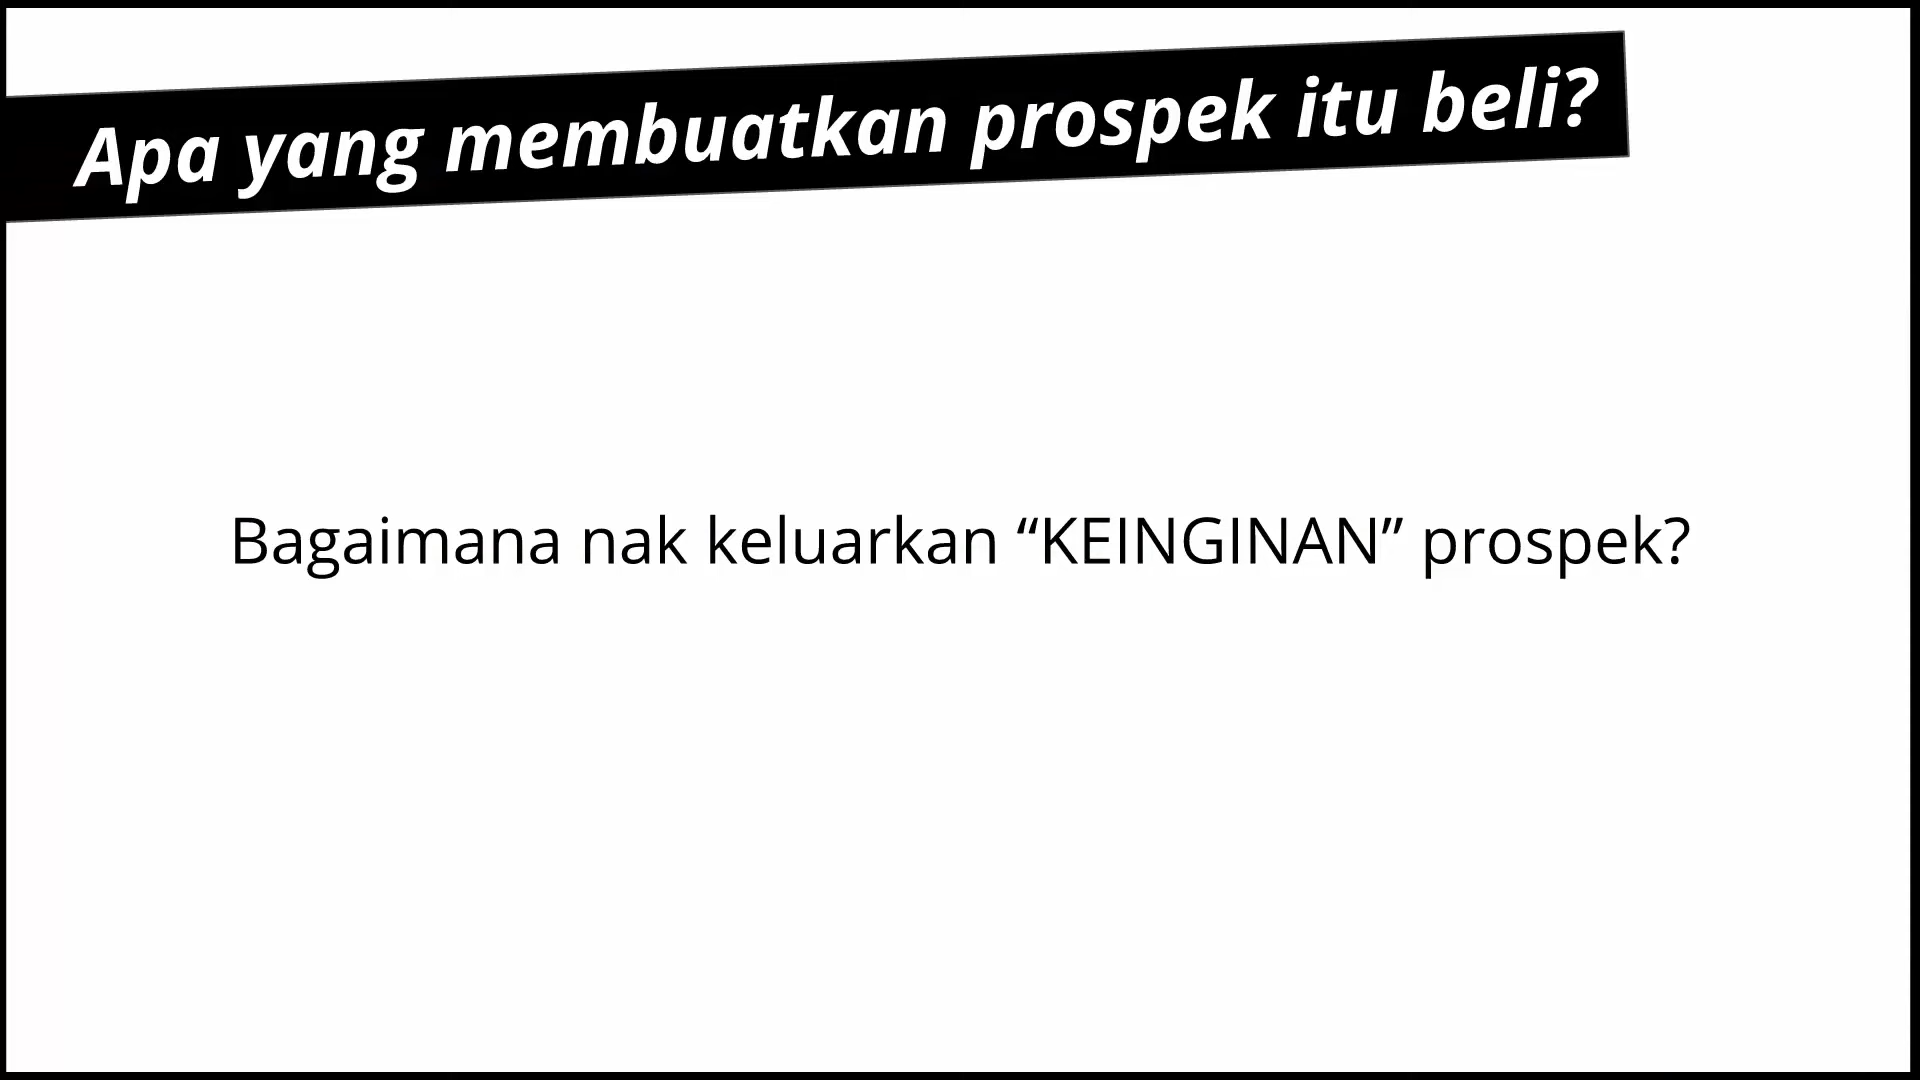 Apa yang membuatkan prospek itu beli?
Bagaimana nak keluarkan “KEINGINAN” prospek?